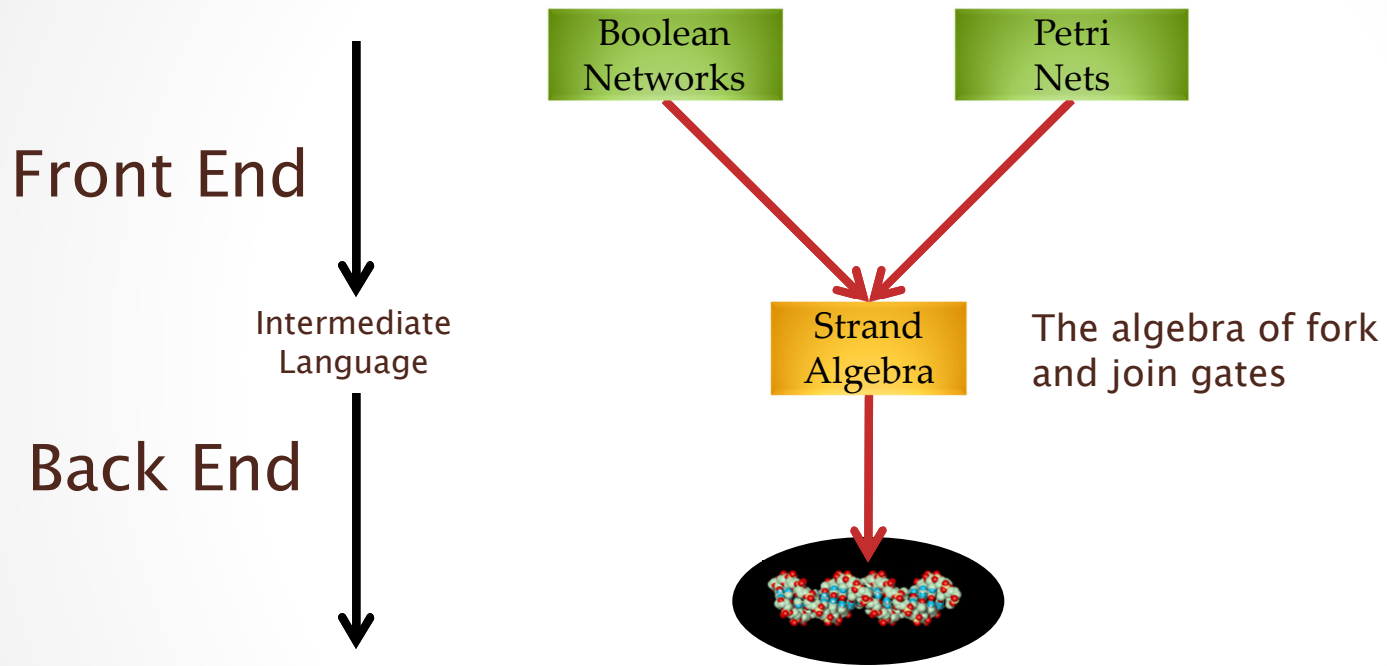 Boolean
Networks
Petri
Nets
Front End
Intermediate
Language
Strand
Algebra
The algebra of fork
and join gates
Back End